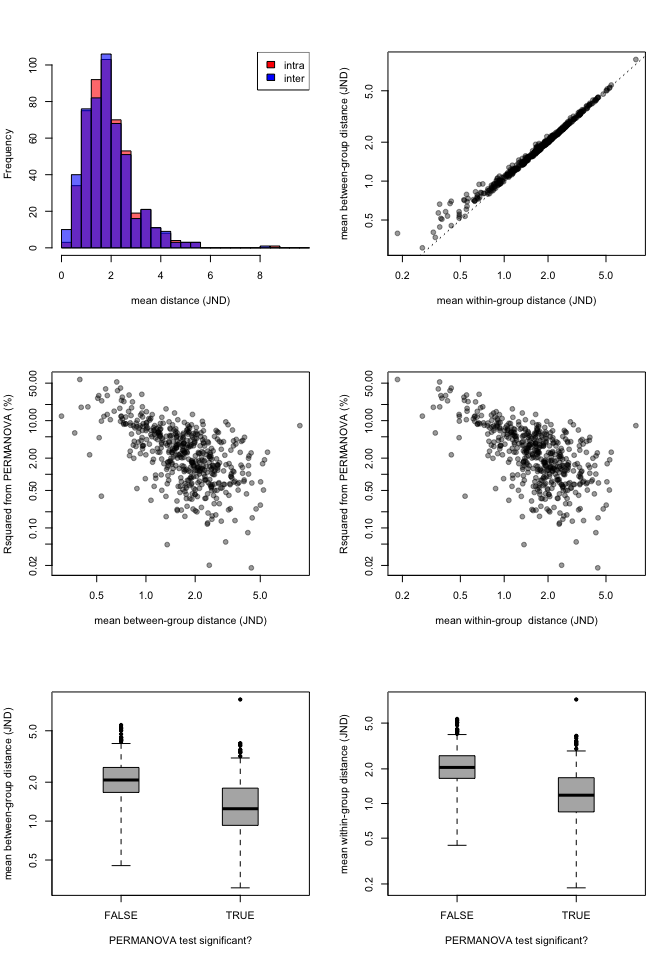 intra
inter
100
80
60
40
20
0
Frequency
0 2 4 6 8
mean distance (JND)
5.0
2.0
1.0
0.5
mean between-group distance (JND)
0.2 0.5 1.0 2.0 5.0
mean within-group distance (JND)
50.00
10.00
2.00
0.50
0.10
0.02
Rsquared from PERMANOVA (%)
0.5 1.0 2.0 5.0
mean between-group distance (JND)
50.00
10.00
2.00
0.50
0.10
0.02
Rsquared from PERMANOVA (%)
0.2 0.5 1.0 2.0 5.0
mean within-group distance (JND)
5.0
2.0
1.0
0.5
mean between-group distance (JND)
FALSE TRUE
PERMANOVA test significant?
5.0
2.0
1.0
0.5
0.2
mean within-group distance (JND)
FALSE TRUE
PERMANOVA test significant?